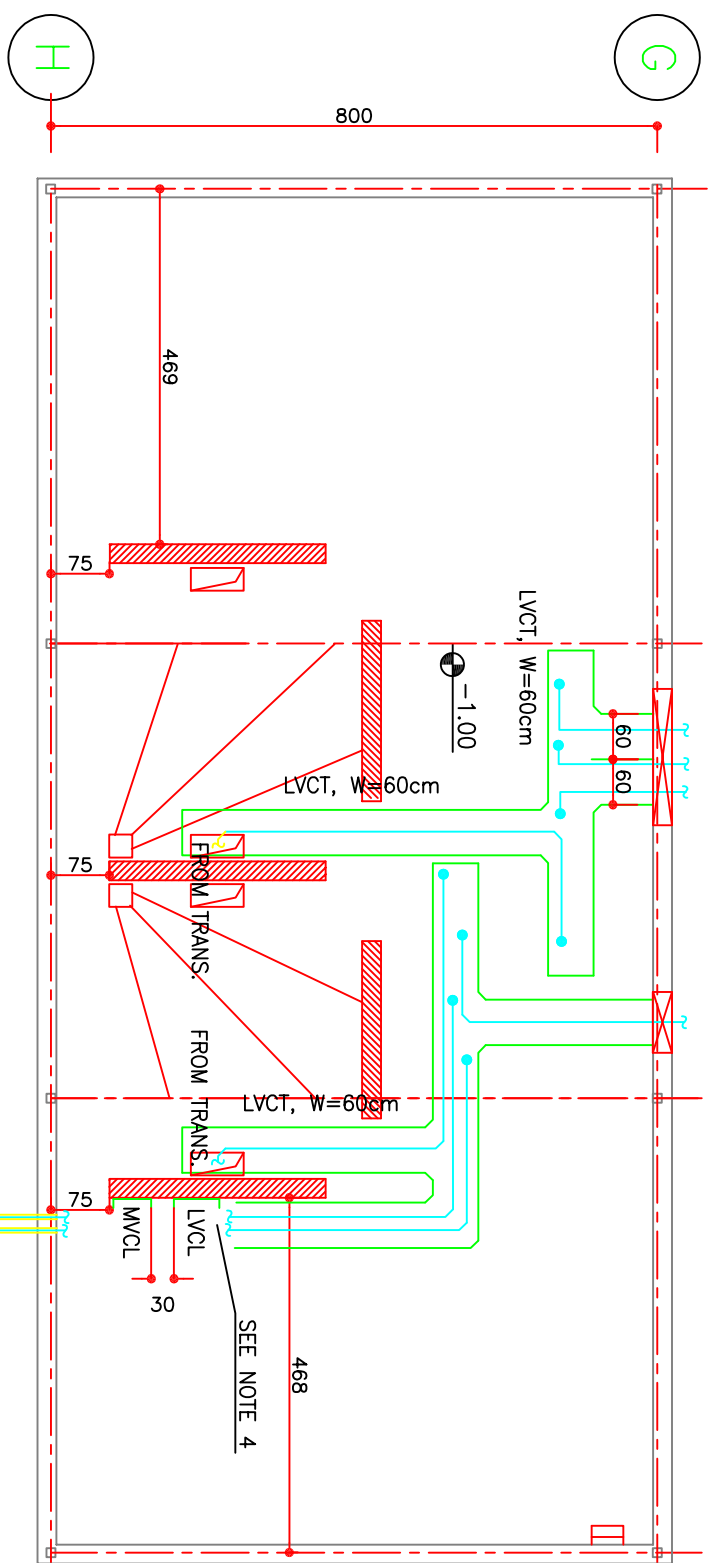 H
G
800
469
75
LVCT, W=60cm
-1.00
60
60
LVCT, W=60cm
75
FROM TRANS.
FROM TRANS.
LVCT, W=60cm
75
MVCL
LVCL
30
SEE NOTE 4
468